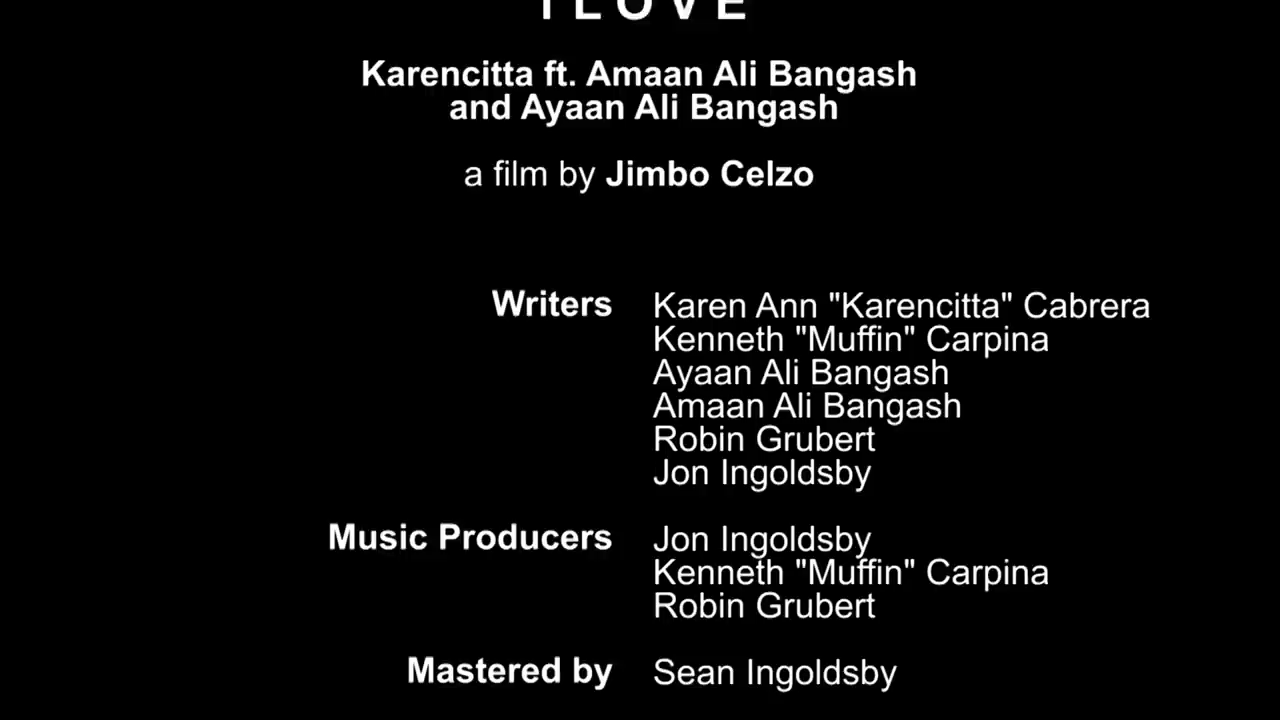 I LOVE
Karencitta ft. Amaan Ali Bangash
and Ayaan Ali Bangash
a film by Jimbo Celzo
Writers Karen Ann "Karencitta" Cabrera
Kenneth "Muffin" Carpina
Ayaan Ali Bangash
Amaan Ali Bangash
Robin Grubert
Jon Ingoldsby
Music Producers Jon Ingoldsby
Kenneth "Muffin" Carpina
Robin Grubert
Mastered by Sean Ingoldsby